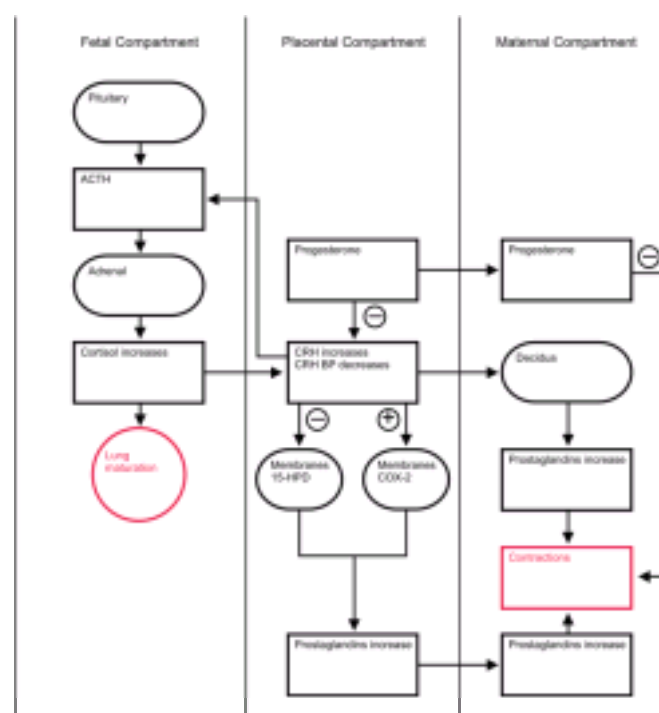 Fetal Compartment
Placental Compartment
Maternal Compartment
Pituitary
ACTH
Adrenal
Progesterone
Progesterone
Cortisol increases
CRH increases
CRH BP decreases
Decidua
Lung
maturation
Membranes
15-HPD
Membranes
COX-2
Prostaglandins increase
Contractions
Prostaglandins increase
Prostaglandins increase